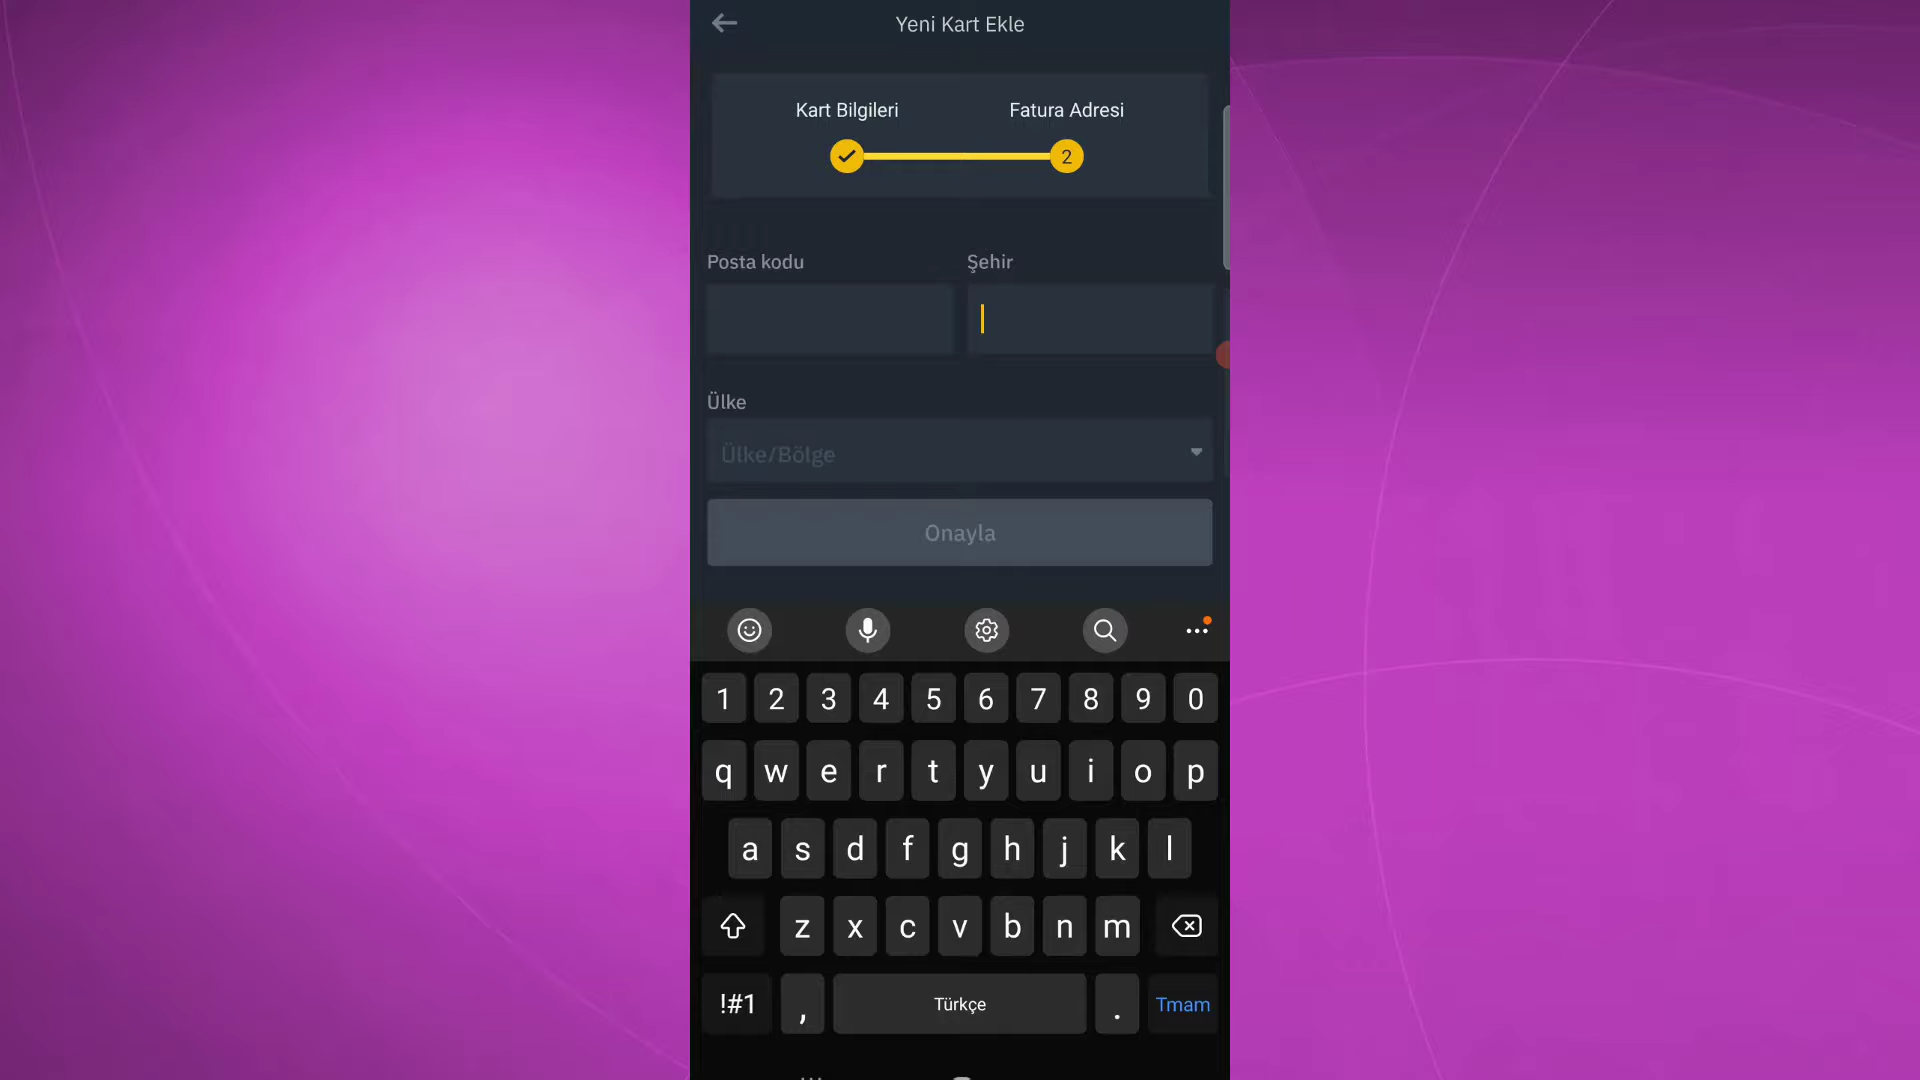 Yeni Kart Ekle
Kart Bilgileri Fatura Adresi
2
Posta kodu Şehir
Ülke
Ülke/Bölge
Onayla
1 2 3 4 5 6 7 8 9 0
q w e r t y u i o p
a s d f g h j k l
z x c v b n m
!#1 , Türkçe . Tmam